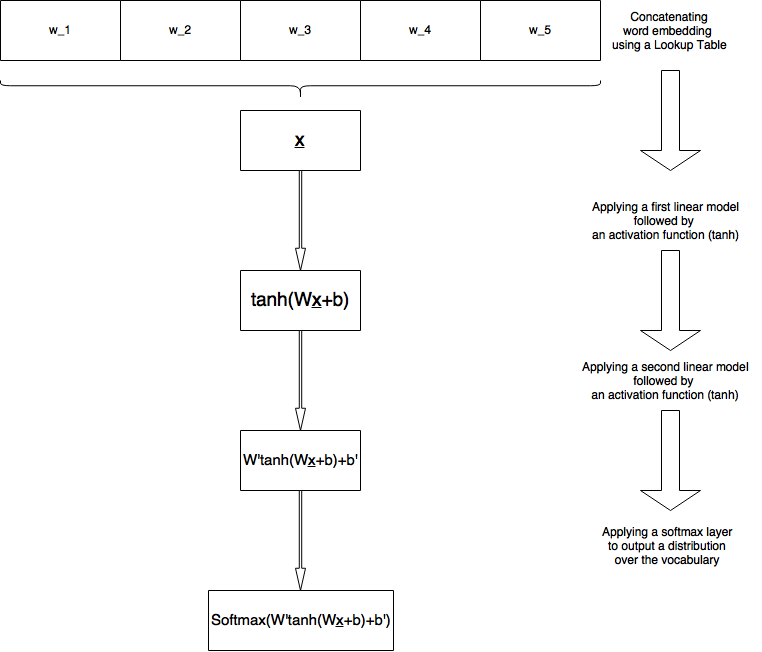 w_1
w_2
w_3
w_4
w_5
Concatenating
word embedding
using a Lookup Table
x
Applying a first linear model
followed by
an activation function (tanh)
tanh(Wx+b)
Applying a second linear model
followed by
an activation function (tanh)
W'tanh(Wx+b)+b'
Applying a softmax layer
to output a distribution
over the vocabulary
Softmax(W'tanh(Wx+b)+b')